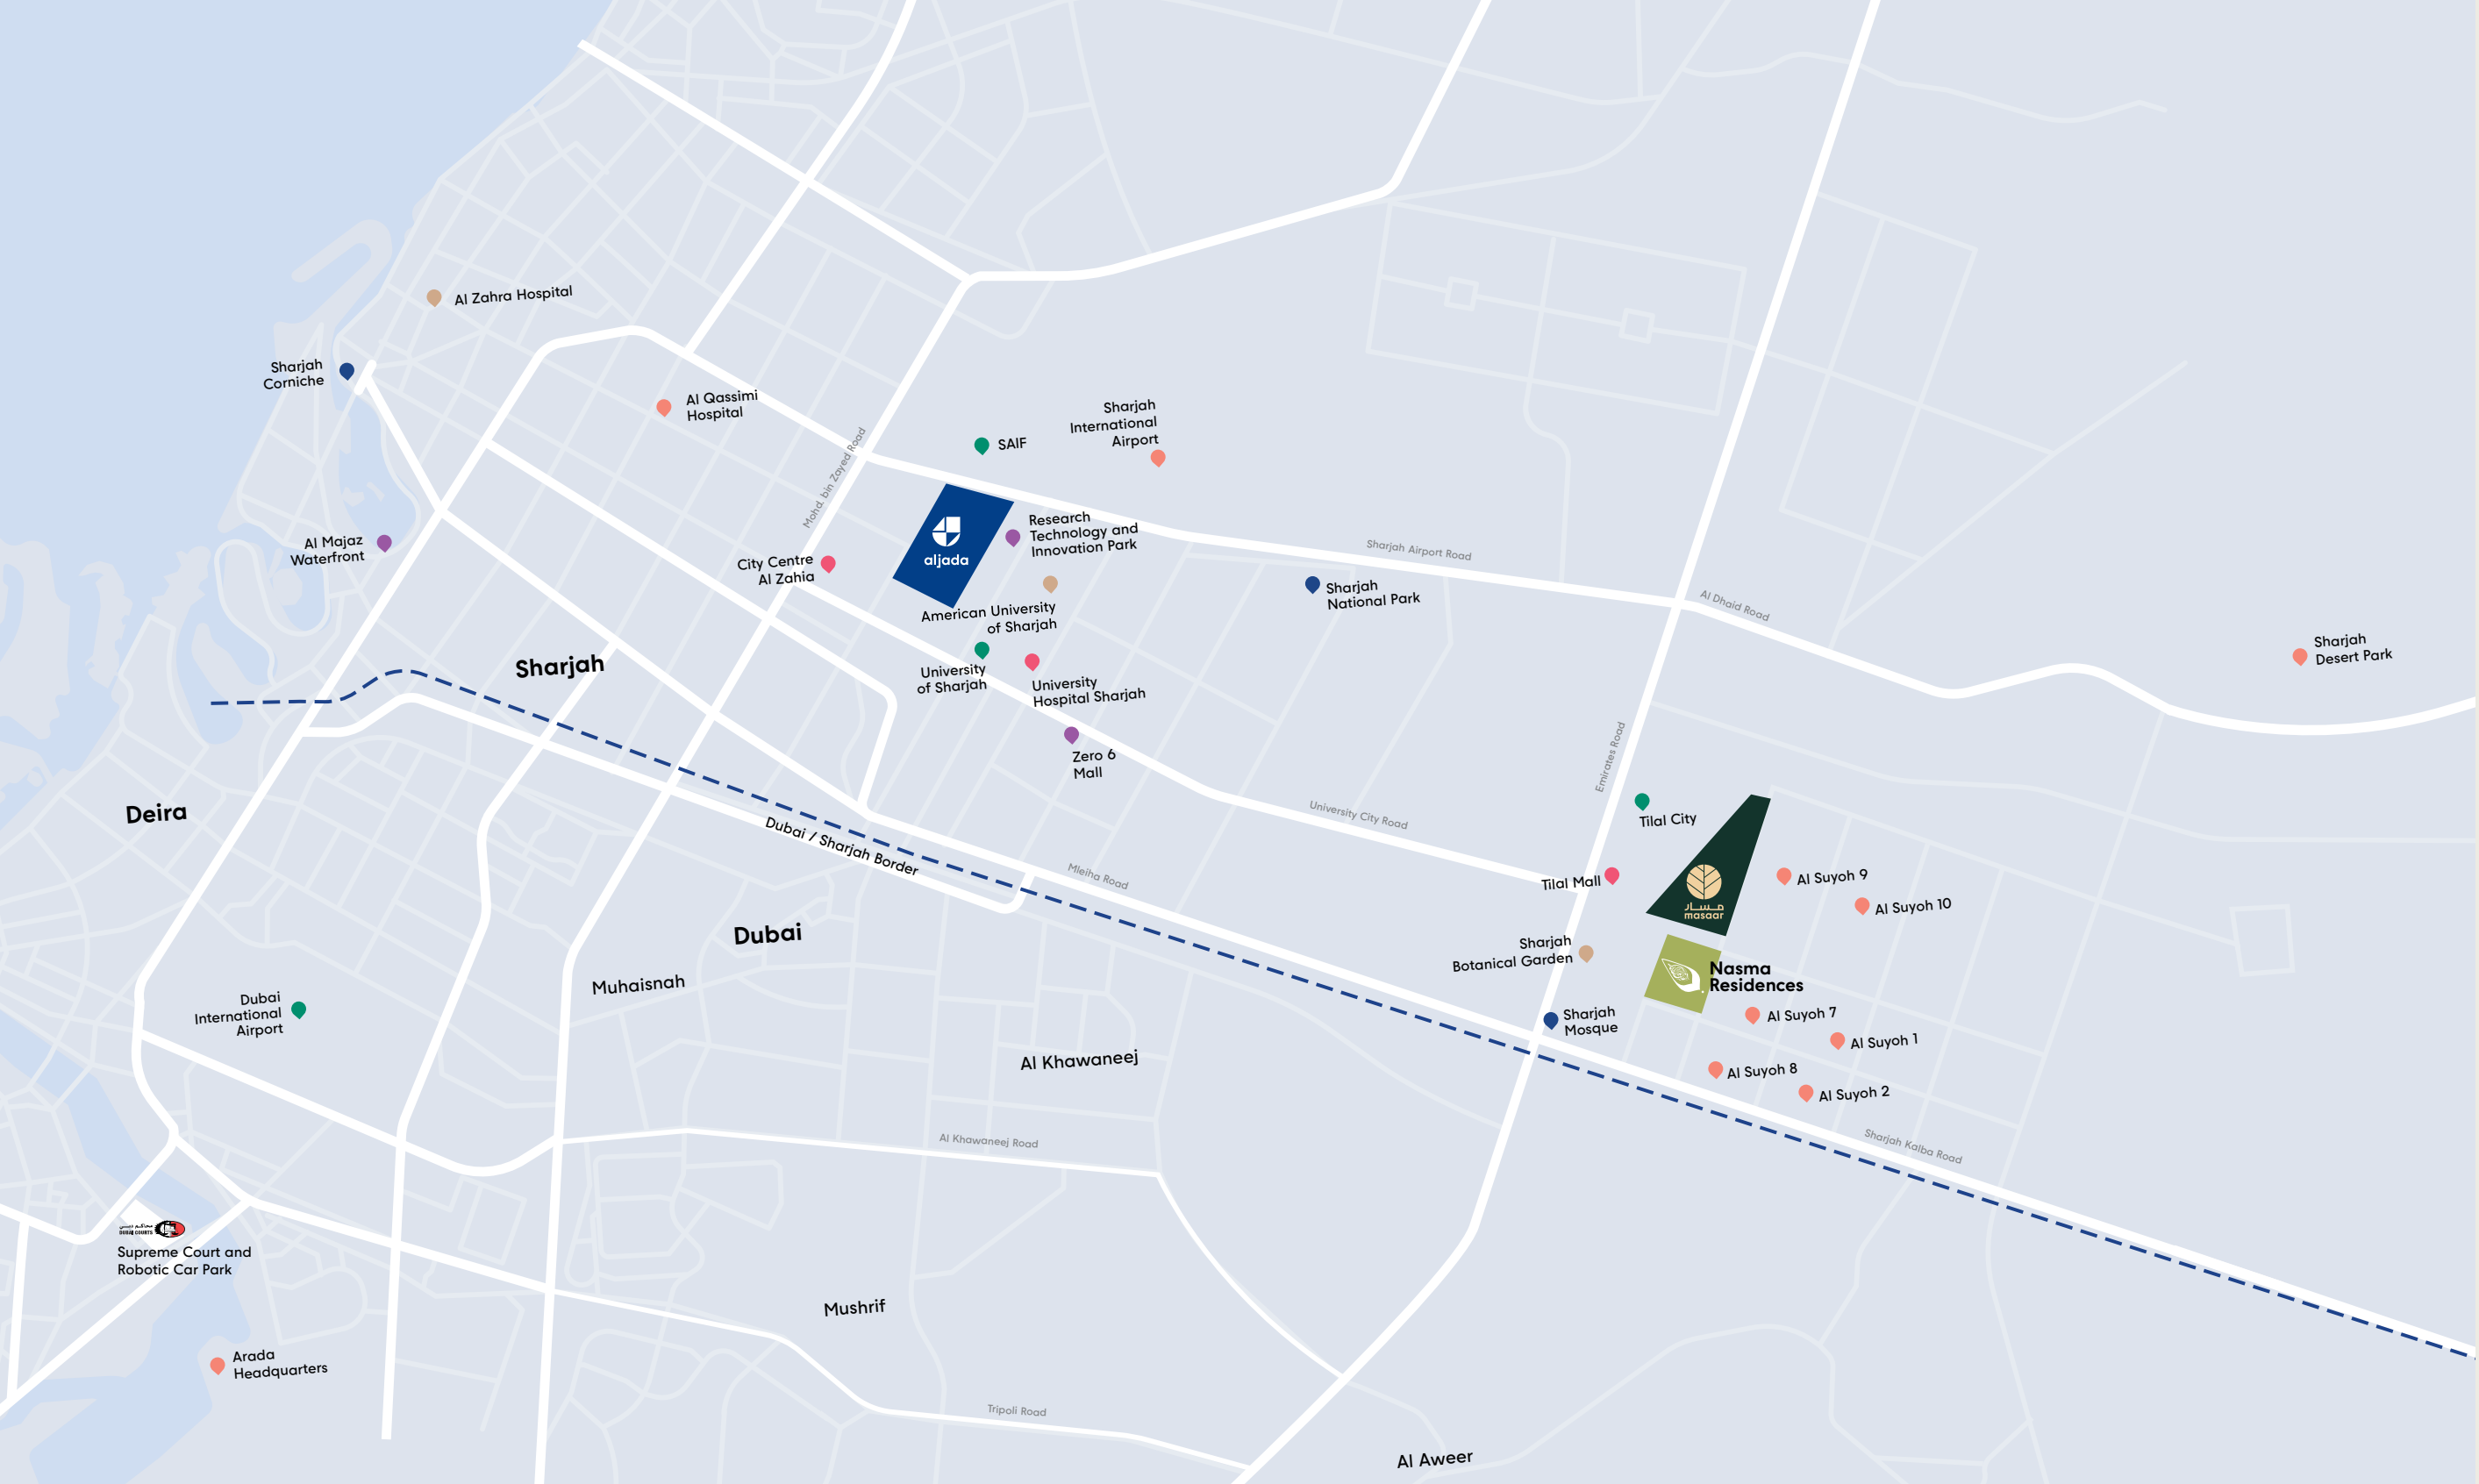 Al Zahra Hospital
Sharjah
Corniche
Al Qassimi
Hospital
Mohd. bin Zayed Road
SAIF
Sharjah
International
Airport
Al Majaz
Waterfront
City Centre
Al Zahia
aljada
Research
Technology and
Innovation Park
American University
of Sharjah
Sharjah Airport Road
Sharjah
National Park
Al Dhaid Road
Sharjah
Desert Park
Sharjah
University
of Sharjah
University
Hospital Sharjah
Zero 6
Mall
Emirates Road
Deira
Dubai / Sharjah Border
University City Road
Tilal City
Mleiha Road
Tilal Mall
مسار
masaar
Al Suyoh 9
Al Suyoh 10
Dubai
Sharjah
Botanical Garden
Nasma
Residences
Muhaisnah
Dubai
International
Airport
Sharjah
Mosque
Al Suyoh 7
Al Suyoh 1
Al Khawaneej
Al Suyoh 8
Al Suyoh 2
Al Khawaneej Road
Sharjah Kalba Road
محاكم دبي
DUBAI COURTS
Supreme Court and
Robotic Car Park
Mushrif
Arada
Headquarters
Tripoli Road
Al Aweer